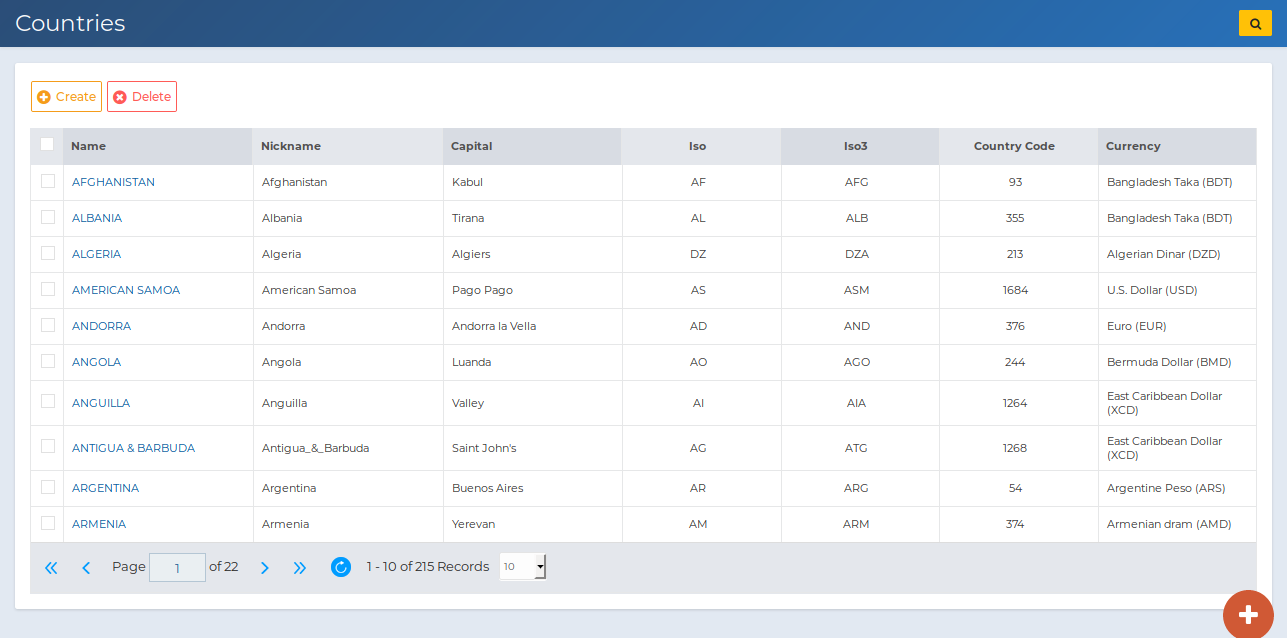 Countries
Create Delete
Name Nickname Capital Iso Iso3 Country Code Currency
AFGHANISTAN Afghanistan Kabul AF AFG 93 Bangladesh Taka (BDT)
ALBANIA Albania Tirana AL ALB 355 Bangladesh Taka (BDT)
ALGERIA Algeria Algiers DZ DZA 213 Algerian Dinar (DZD)
AMERICAN SAMOA American Samoa Pago Pago AS ASM 1684 U.S. Dollar (USD)
ANDORRA Andorra Andorra la Vella AD AND 376 Euro (EUR)
ANGOLA Angola Luanda AO AGO 244 Bermuda Dollar (BMD)
ANGUILLA Anguilla Valley AI AIA 1264 East Caribbean Dollar
(XCD)
ANTIGUA & BARBUDA Antigua_&_Barbuda Saint John's AG ATG 1268 East Caribbean Dollar
(XCD)
ARGENTINA Argentina Buenos Aires AR ARG 54 Argentine Peso (ARS)
ARMENIA Armenia Yerevan AM ARM 374 Armenian dram (AMD)
Page 1 of 22 1 - 10 of 215 Records 10